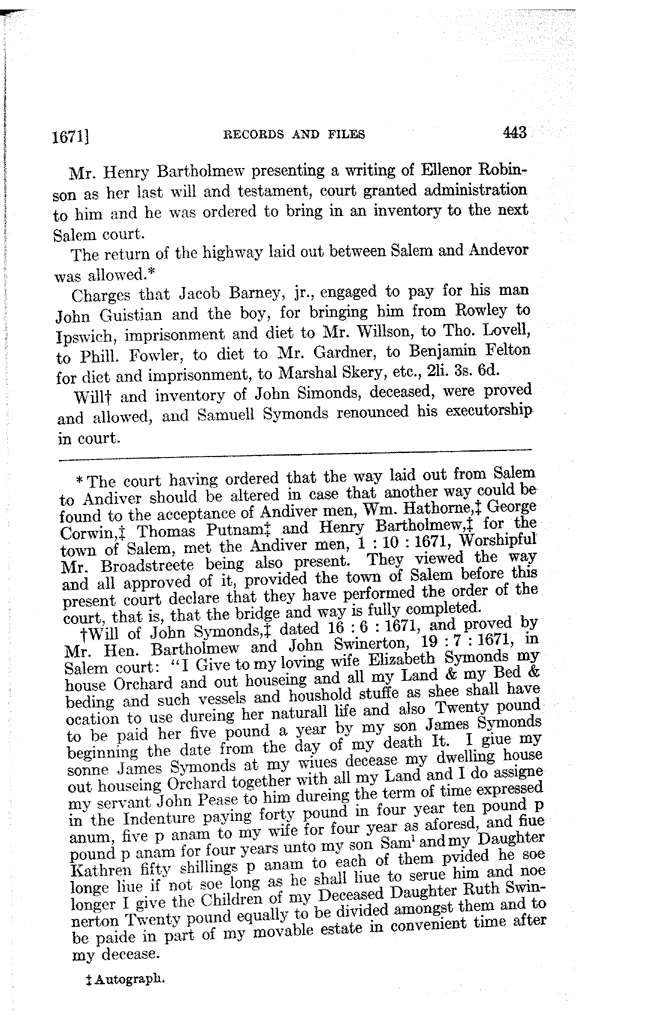 1671] RECORDS AND FILES 443
Mr. Henry Bartholmew presenting a writing of Ellenor Robin-
son as her last will and testament, court granted administration
to him and he was ordered to bring in an inventory to the next
Salem court.
The return of the highway laid out between Salem and Andevor
was allowed.*
Charges that Jacob Barney, jr., engaged to pay for his man
John Guistian and the boy, for bringing him from Rowley to
Ipswich, imprisonment and diet to Mr. Willson, to Tho. Lovell,
to Phill. Fowler, to diet to Mr. Gardner, to Benjamin Felton
for diet and imprisonment, to Marshal Skery, etc., 2li. 3s. 6d.
Will† and inventory of John Simonds, deceased, were proved
and allowed, and Samuell Symonds renounced his executorship
in court.
* The court having ordered that the way laid out from Salem
to Andiver should be altered in case that another way could be
found to the acceptance of Andiver men, Wm. Hathorne,‡ George
Corwin,‡ Thomas Putnam‡ and Henry Bartholmew,‡ for the
town of Salem, met the Andiver men, 1 : 10 : 1671, Worshipful
Mr. Broadstreete being also present. They viewed the way
and all approved of it, provided the town of Salem before this
present court declare that they have performed the order of the
court, that is, that the bridge and way is fully completed.
†Will of John Symonds,‡ dated 16 : 6 : 1671, and proved by
Mr. Hen. Bartholmew and John Swinerton, 19 : 7 : 1671, in
Salem court: "I Give to my loving wife Elizabeth Symonds my
house Orchard and out houseing and all my Land & my Bed &
beding and such vessels and houshold stuffe as shee shall have
ocation to use dureing her naturall life and also Twenty pound
to be paid her five pound a year by my son James Symonds
beginning the date from the day of my death It. I giue my
sonne James Symonds at my wiues decease my dwelling house
out houseing Orchard together with all my Land and I do assigne
my servant John Pease to him dureing the term of time expressed
in the Indenture paying forty pound in four year ten pound p
anum, five p anam to my wife for four year as aforesd, and fiue
pound p anam for four years unto my son Samˡ and my Daughter
Kathren fifty shillings p anam to each of them pvided he soe
longe liue if not soe long as he shall liue to serue him and noe
longer I give the Children of my Deceased Daughter Ruth Swin-
nerton Twenty pound equally to be divided amongst them and to
be paide in part of my movable estate in convenient time after
my decease.
‡ Autograph.